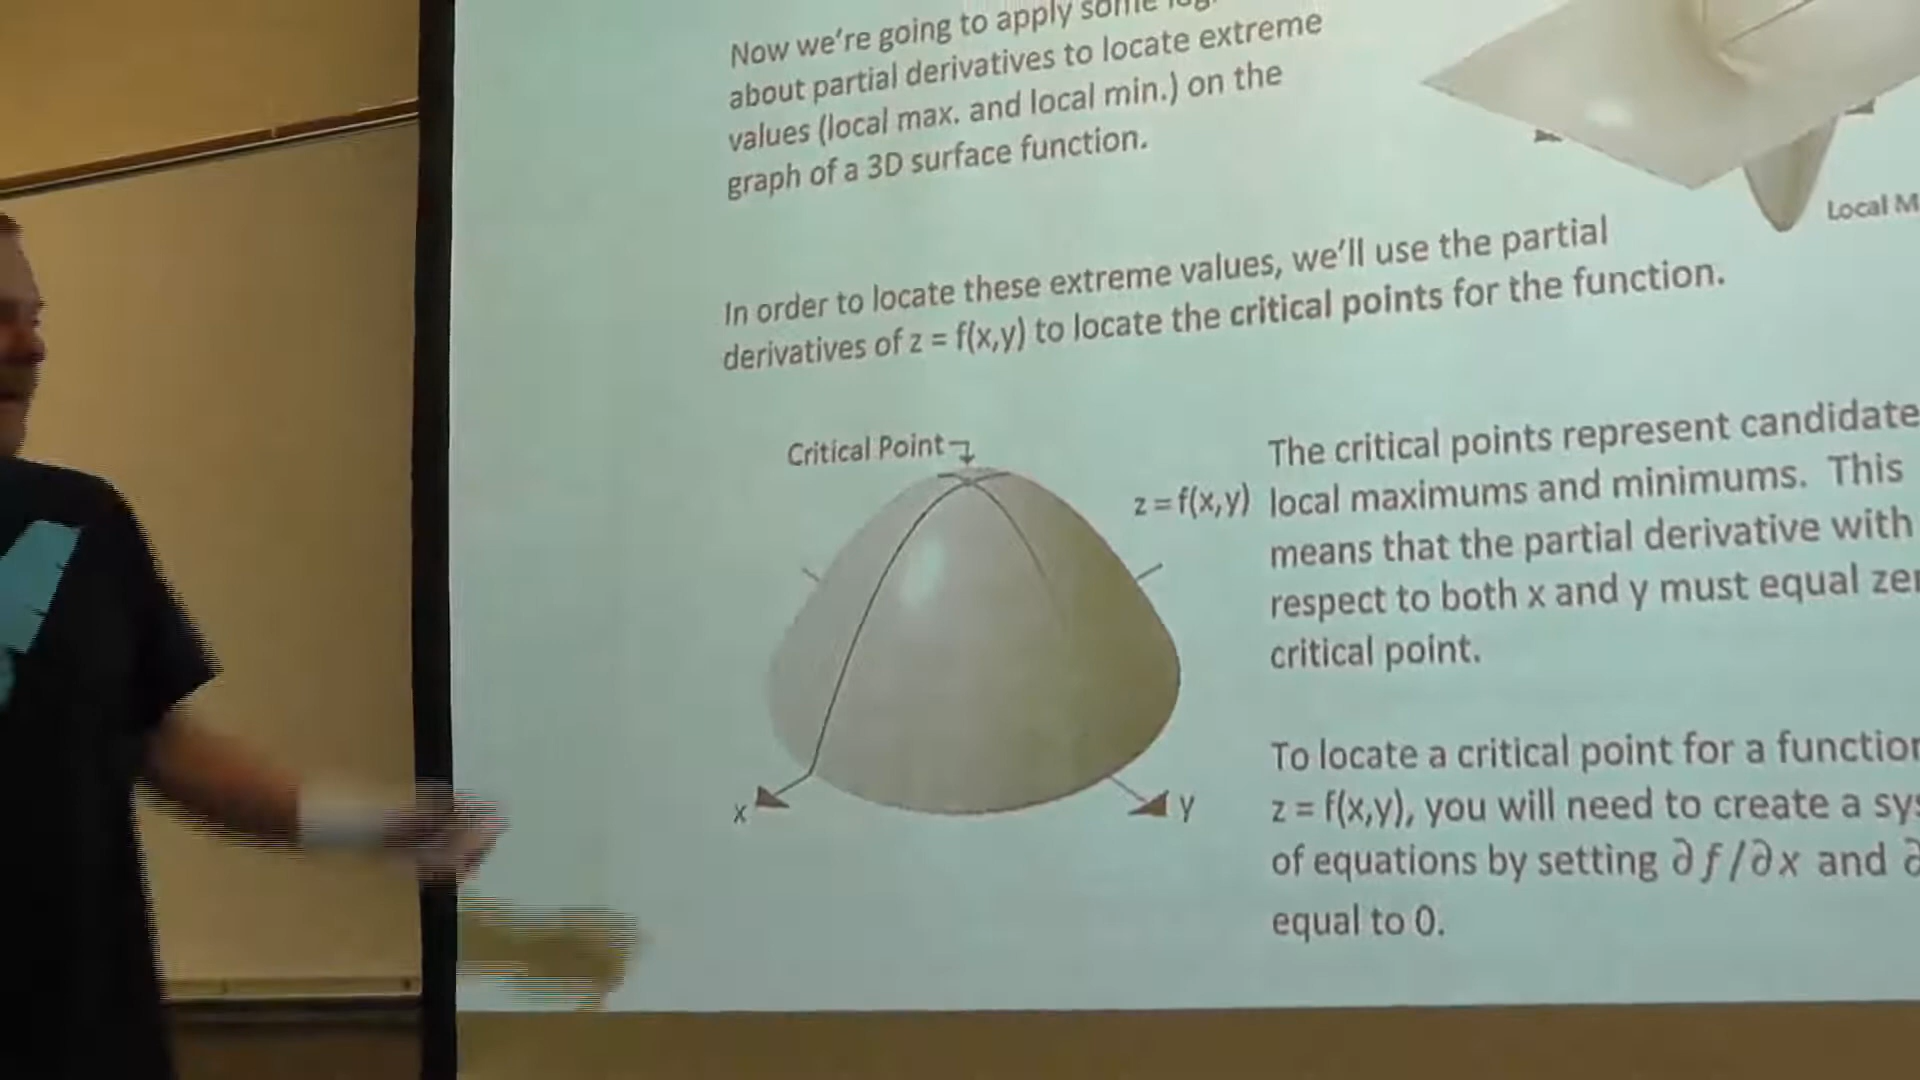 Now we're going to apply some
about partial derivatives to locate extreme
values (local max. and local min.) on the
graph of a 3D surface function.
Local M
In order to locate these extreme values, we'll use the partial
derivatives of z = f(x,y) to locate the critical points for the function.
Critical Point
z = f(x,y)
The critical points represent candidate
local maximums and minimums. This
means that the partial derivative with
respect to both x and y must equal zer
critical point.
x
y
To locate a critical point for a function
z = f(x,y), you will need to create a sys
of equations by setting ∂f/∂x and ∂
equal to 0.